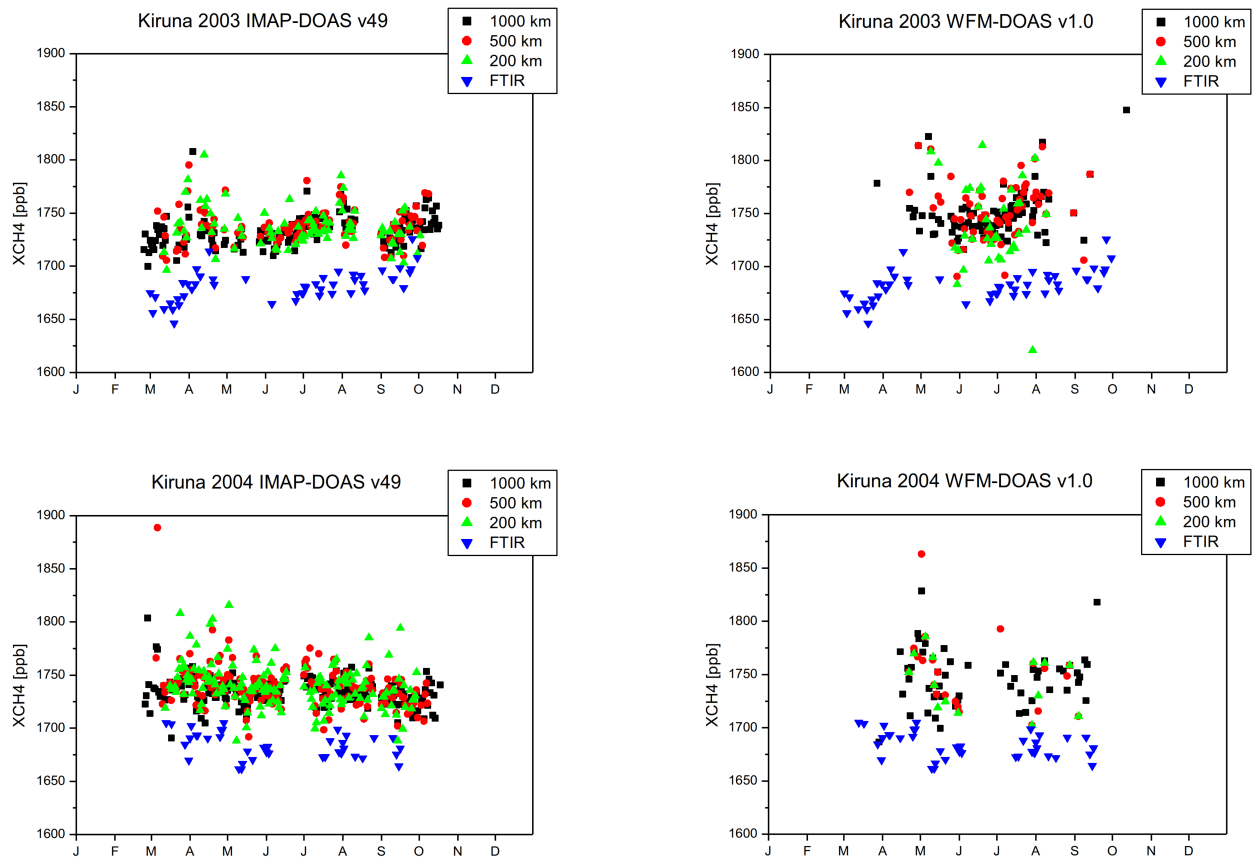 Kiruna 2003 IMAP-DOAS v49
1000 km
500 km
200 km
FTIR
XCH4 [ppb]
1900
1850
1800
1750
1700
1650
1600
J F M A M J J A S O N D
Kiruna 2003 WFM-DOAS v1.0
1000 km
500 km
200 km
FTIR
XCH4 [ppb]
1900
1850
1800
1750
1700
1650
1600
J F M A M J J A S O N D
Kiruna 2004 IMAP-DOAS v49
1000 km
500 km
200 km
FTIR
XCH4 [ppb]
1900
1850
1800
1750
1700
1650
1600
J F M A M J J A S O N D
Kiruna 2004 WFM-DOAS v1.0
1000 km
500 km
200 km
FTIR
XCH4 [ppb]
1900
1850
1800
1750
1700
1650
1600
J F M A M J J A S O N D